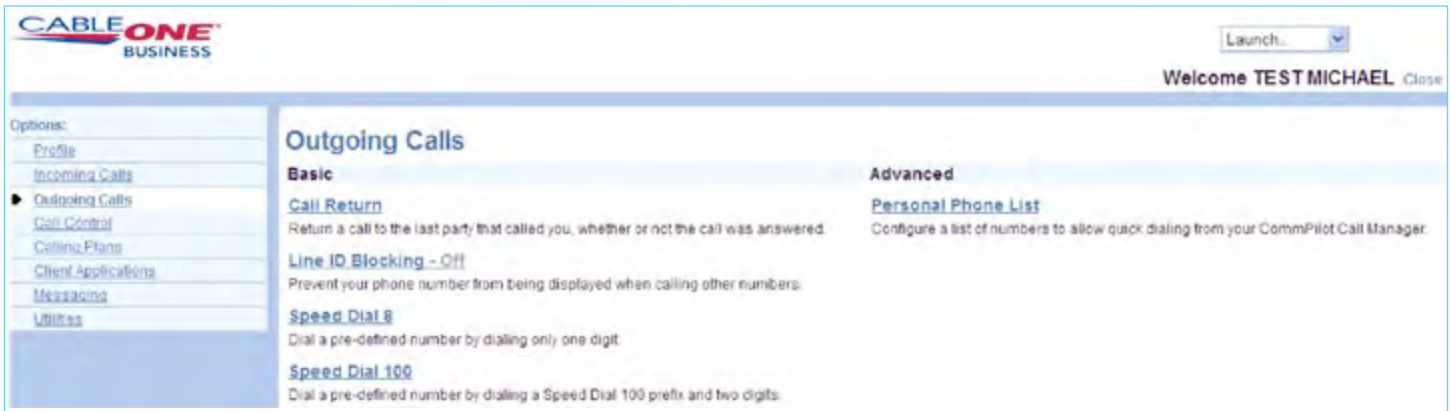 CABLE ONE
BUSINESS
Launch..
Welcome TEST MICHAEL Close
Options:
Profile
Incoming Calls
Outgoing Calls
Call Control
Calling Plans
Client Applications
Messaging
Utilities
Outgoing Calls
Basic
Call Return
Return a call to the last party that called you, whether or not the call was answered.
Line ID Blocking - Off
Prevent your phone number from being displayed when calling other numbers.
Speed Dial 8
Dial a pre-defined number by dialing only one digit.
Speed Dial 100
Dial a pre-defined number by dialing a Speed Dial 100 prefix and two digits.
Advanced
Personal Phone List
Configure a list of numbers to allow quick dialing from your CommPilot Call Manager.